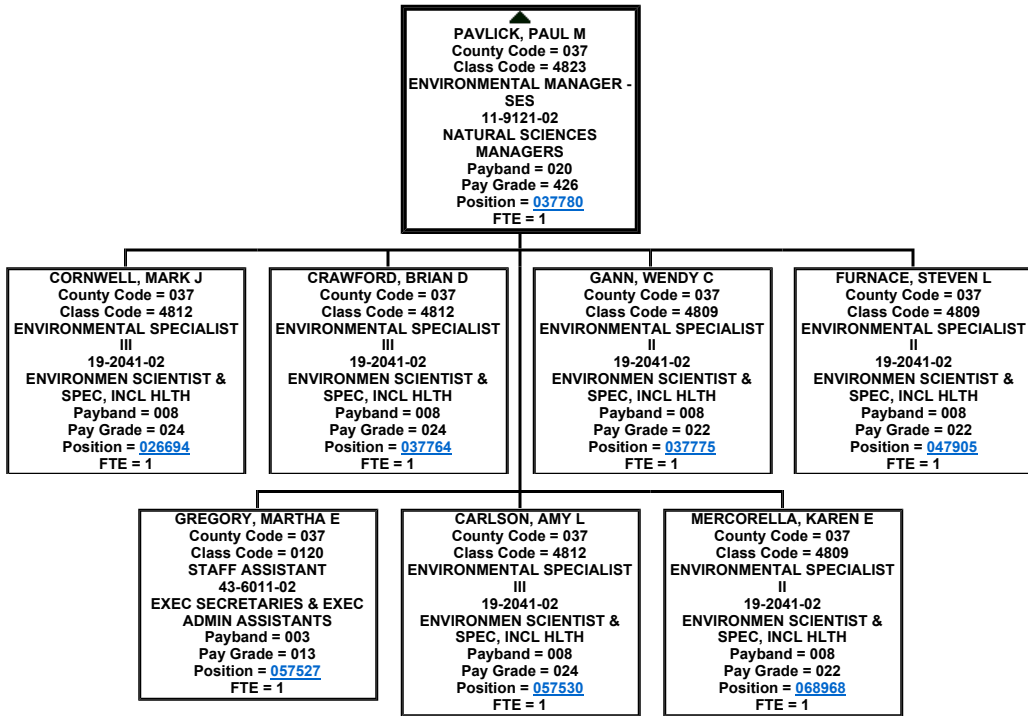 PAVLICK, PAUL M
County Code = 037
Class Code = 4823
ENVIRONMENTAL MANAGER -
SES
11-9121-02
NATURAL SCIENCES
MANAGERS
Payband = 020
Pay Grade = 426
Position = 037780
FTE = 1
CORNWELL, MARK J
County Code = 037
Class Code = 4812
ENVIRONMENTAL SPECIALIST
III
19-2041-02
ENVIRONMEN SCIENTIST &
SPEC, INCL HLTH
Payband = 008
Pay Grade = 024
Position = 026694
FTE = 1
CRAWFORD, BRIAN D
County Code = 037
Class Code = 4812
ENVIRONMENTAL SPECIALIST
III
19-2041-02
ENVIRONMEN SCIENTIST &
SPEC, INCL HLTH
Payband = 008
Pay Grade = 024
Position = 037764
FTE = 1
GANN, WENDY C
County Code = 037
Class Code = 4809
ENVIRONMENTAL SPECIALIST
II
19-2041-02
ENVIRONMEN SCIENTIST &
SPEC, INCL HLTH
Payband = 008
Pay Grade = 022
Position = 037775
FTE = 1
FURNACE, STEVEN L
County Code = 037
Class Code = 4809
ENVIRONMENTAL SPECIALIST
II
19-2041-02
ENVIRONMEN SCIENTIST &
SPEC, INCL HLTH
Payband = 008
Pay Grade = 022
Position = 047905
FTE = 1
GREGORY, MARTHA E
County Code = 037
Class Code = 0120
STAFF ASSISTANT
43-6011-02
EXEC SECRETARIES & EXEC
ADMIN ASSISTANTS
Payband = 003
Pay Grade = 013
Position = 057527
FTE = 1
CARLSON, AMY L
County Code = 037
Class Code = 4812
ENVIRONMENTAL SPECIALIST
III
19-2041-02
ENVIRONMEN SCIENTIST &
SPEC, INCL HLTH
Payband = 008
Pay Grade = 024
Position = 057530
FTE = 1
MERCORELLA, KAREN E
County Code = 037
Class Code = 4809
ENVIRONMENTAL SPECIALIST
II
19-2041-02
ENVIRONMEN SCIENTIST &
SPEC, INCL HLTH
Payband = 008
Pay Grade = 022
Position = 068968
FTE = 1